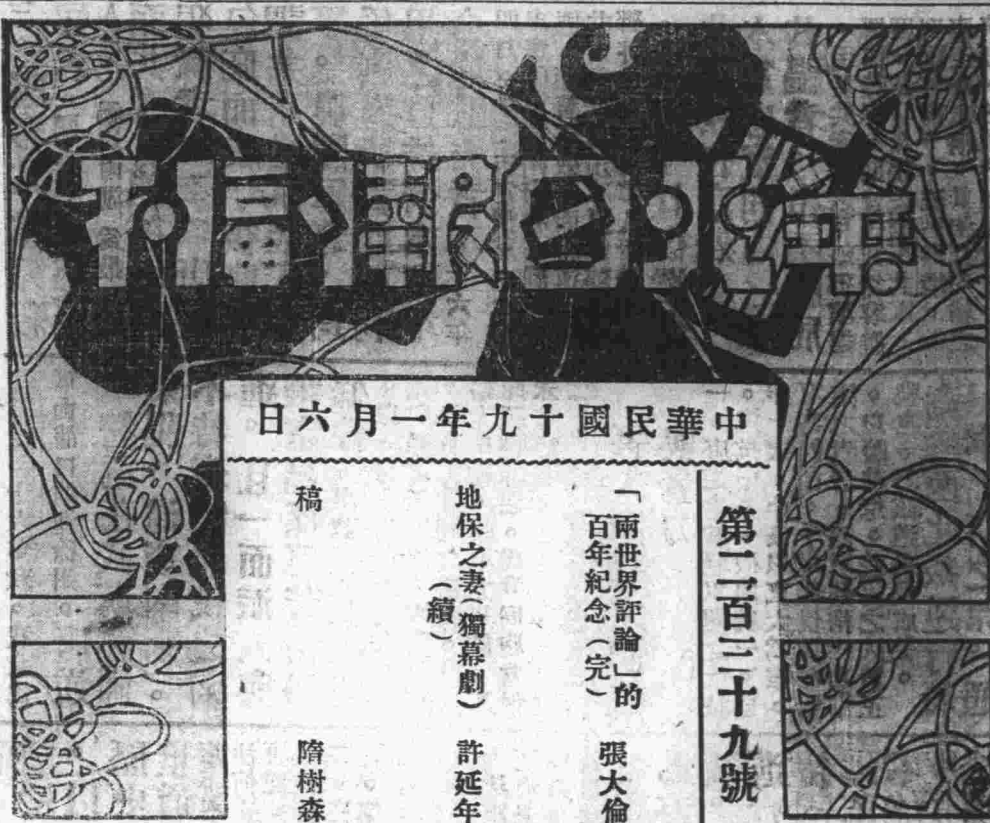 華北日報副刊
中華民國十九年一月六日
第二百三十九號
「兩世界評論」的
百年紀念(完) 張大倫
地保之妻(獨幕劇) 許延年
(續)
稿 隋樹森